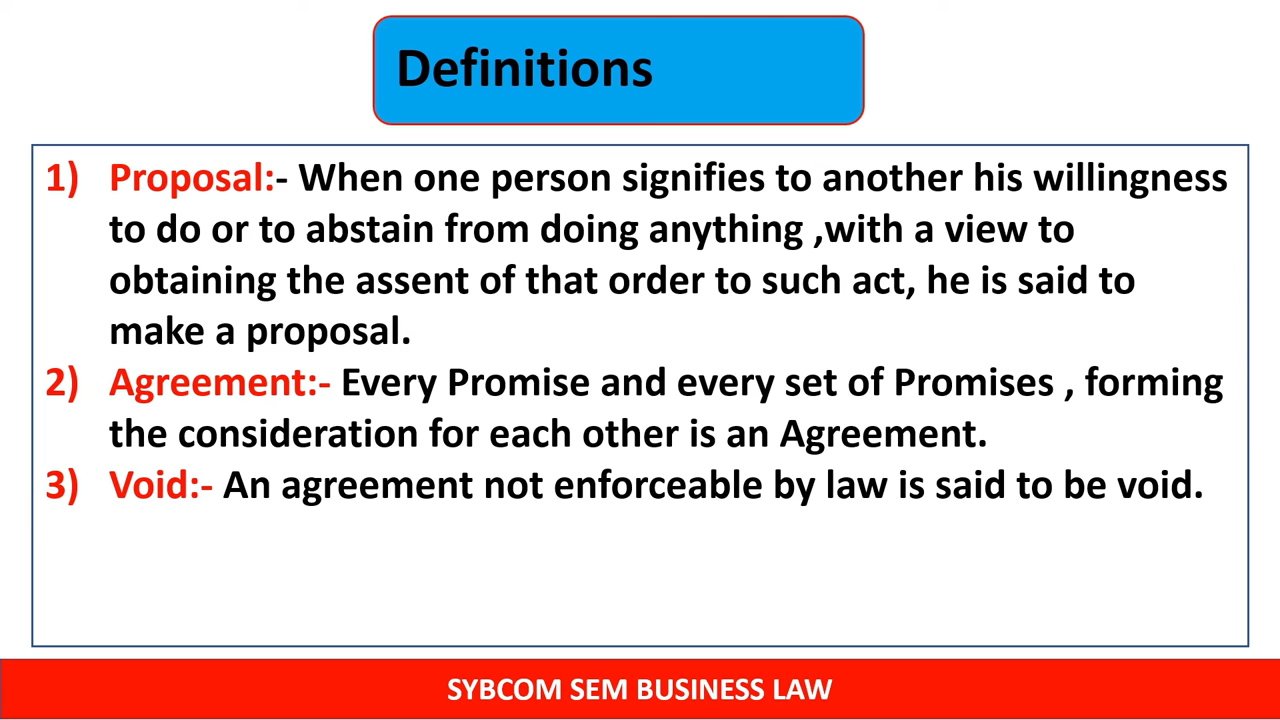 Definitions
1) Proposal:- When one person signifies to another his willingness
to do or to abstain from doing anything ,with a view to
obtaining the assent of that order to such act, he is said to
make a proposal.
2) Agreement:- Every Promise and every set of Promises , forming
the consideration for each other is an Agreement.
3) Void:- An agreement not enforceable by law is said to be void.
SYBCOM SEM BUSINESS LAW